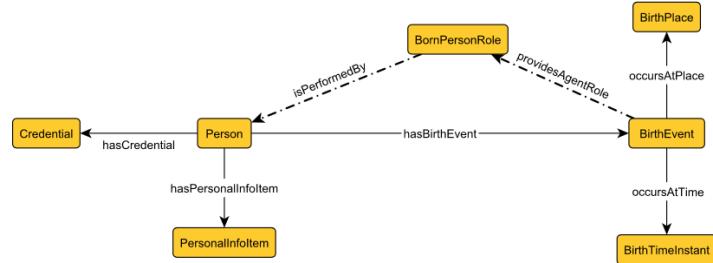 BirthPlace
BornPersonRole
isPerformedBy
providesAgentRole
occursAtPlace
Credential
hasCredential
Person
hasBirthEvent
BirthEvent
hasPersonalInfoItem
occursAtTime
PersonalInfoItem
BirthTimeInstant